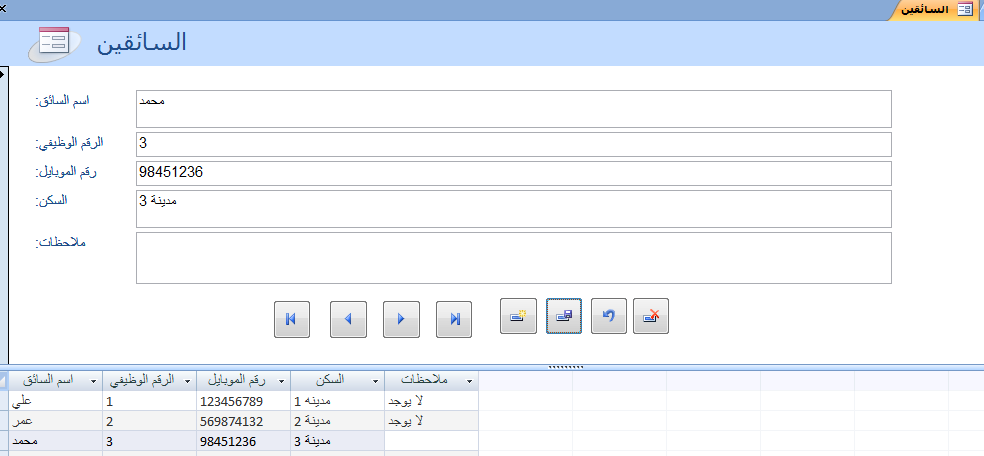 السائقين
السائقين
اسم السائق: محمد
الرقم الوظيفي: 3
رقم الموبايل: 98451236
السكن: مدينة 3
ملاحظات:
اسم السائق الرقم الوظيفي رقم الموبايل السكن ملاحظات
علي 1 123456789 مدينه 1 لا يوجد
عمر 2 569874132 مدينة 2 لا يوجد
محمد 3 98451236 مدينة 3